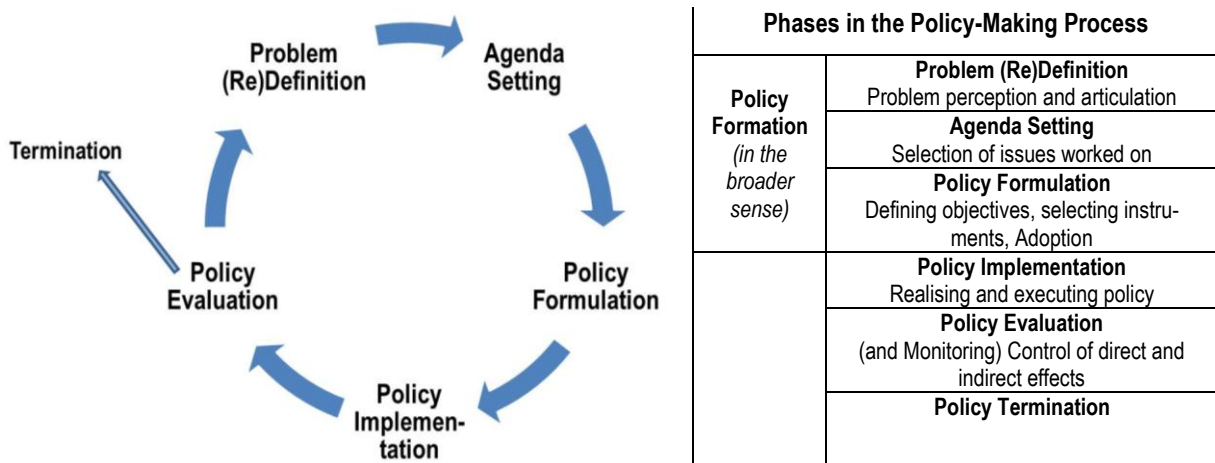 Problem
(Re)Definition
Agenda
Setting
Termination
Policy
Evaluation
Policy
Formulation
Policy
Implemen-
tation
Phases in the Policy-Making Process
Policy
Formation
(in the
broader
sense)
Problem (Re)Definition
Problem perception and articulation
Agenda Setting
Selection of issues worked on
Policy Formulation
Defining objectives, selecting instru-
ments, Adoption
Policy Implementation
Realising and executing policy
Policy Evaluation
(and Monitoring) Control of direct and
indirect effects
Policy Termination